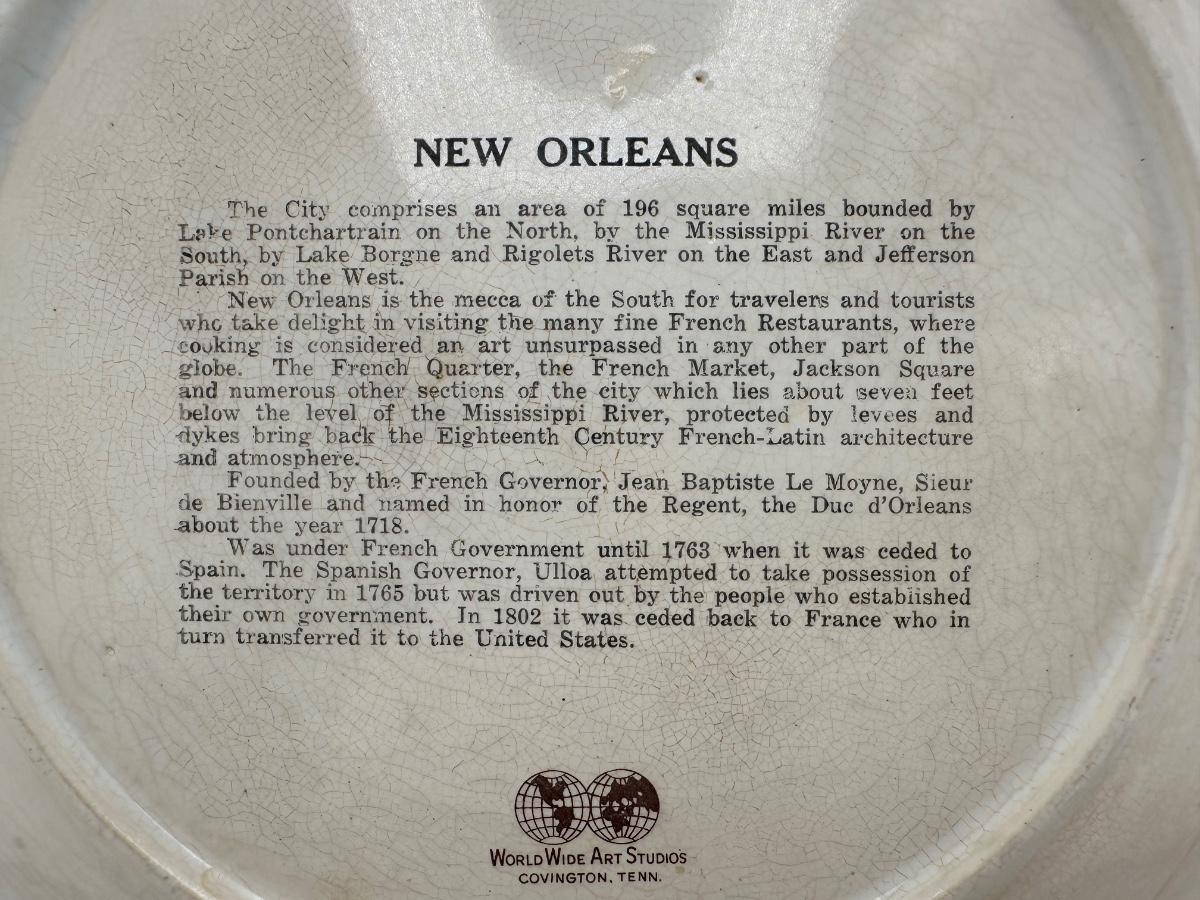 NEW ORLEANS
The City comprises an area of 196 square miles bounded by
Lake Pontchartrain on the North, by the Mississippi River on the
South, by Lake Borgne and Rigolets River on the East and Jefferson
Parish on the West.
New Orleans is the mecca of the South for travelers and tourists
who take delight in visiting the many fine French Restaurants, where
cooking is considered an art unsurpassed in any other part of the
globe. The French Quarter, the French Market, Jackson Square
and numerous other sections of the city which lies about seven feet
below the level of the Mississippi River, protected by levees and
dykes bring back the Eighteenth Century French-Latin architecture
and atmosphere.
Founded by the French Governor, Jean Baptiste Le Moyne, Sieur
de Bienville and named in honor of the Regent, the Duc d'Orleans
about the year 1718.
Was under French Government until 1763 when it was ceded to
Spain. The Spanish Governor, Ulloa attempted to take possession of
the territory in 1765 but was driven out by the people who established
their own government. In 1802 it was ceded back to France who in
turn transferred it to the United States.
WORLD WIDE ART STUDIOS
COVINGTON, TENN.